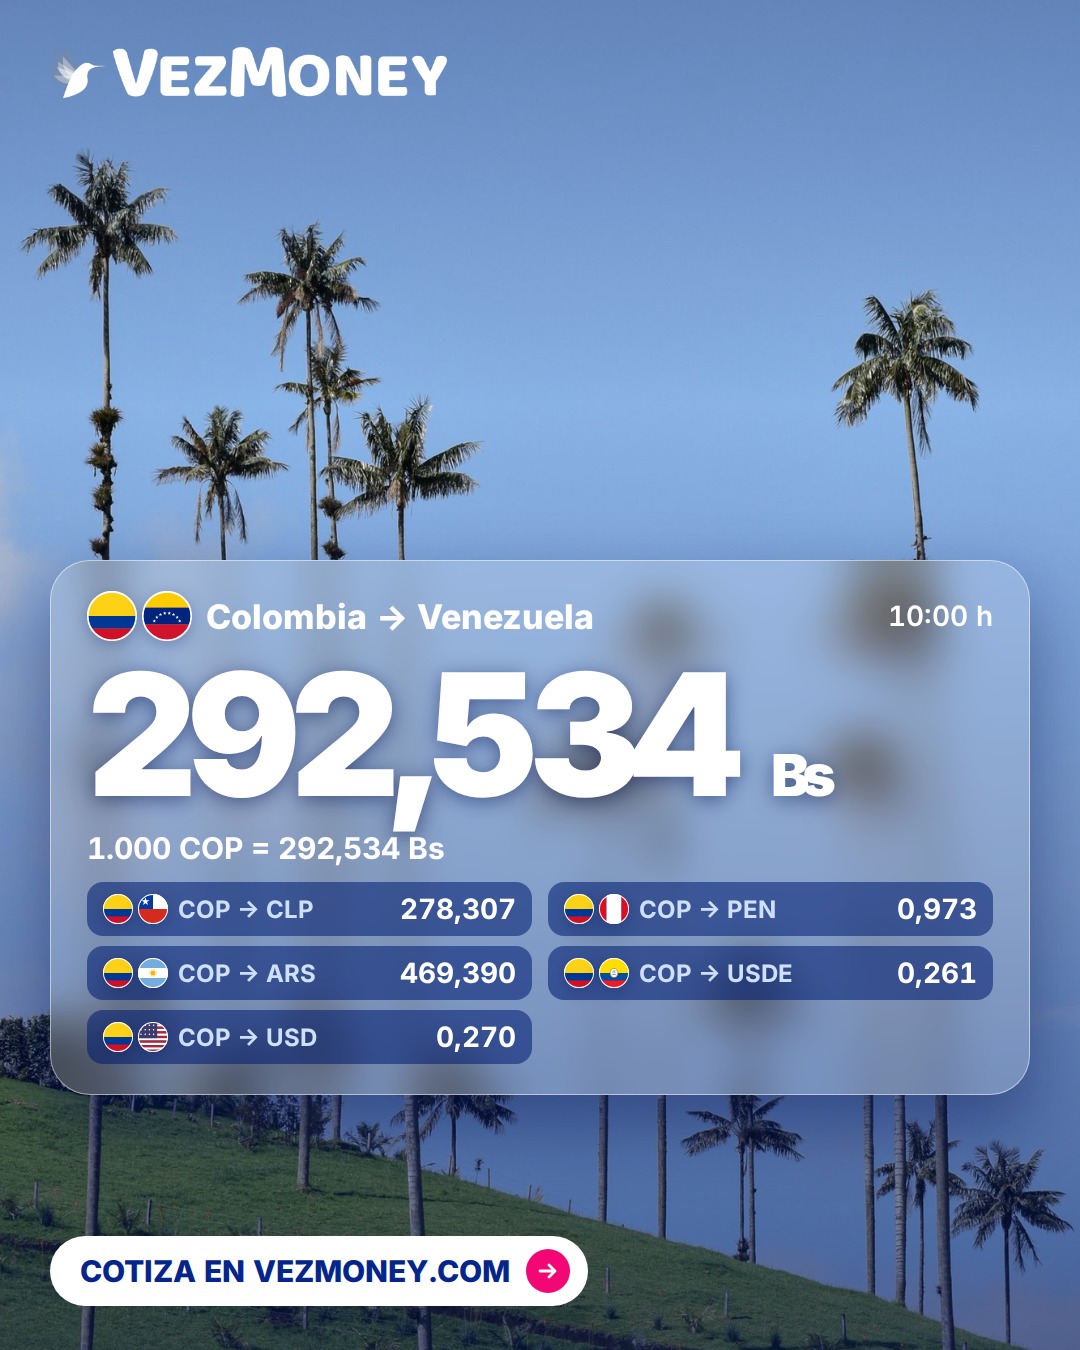 VEZMONEY
Colombia → Venezuela
10:00 h
292,534 Bs
1.000 COP = 292,534 Bs
COP → CLP 278,307
COP → PEN 0,973
COP → ARS 469,390
COP → USDE 0,261
COP → USD 0,270
COTIZA EN VEZMONEY.COM →